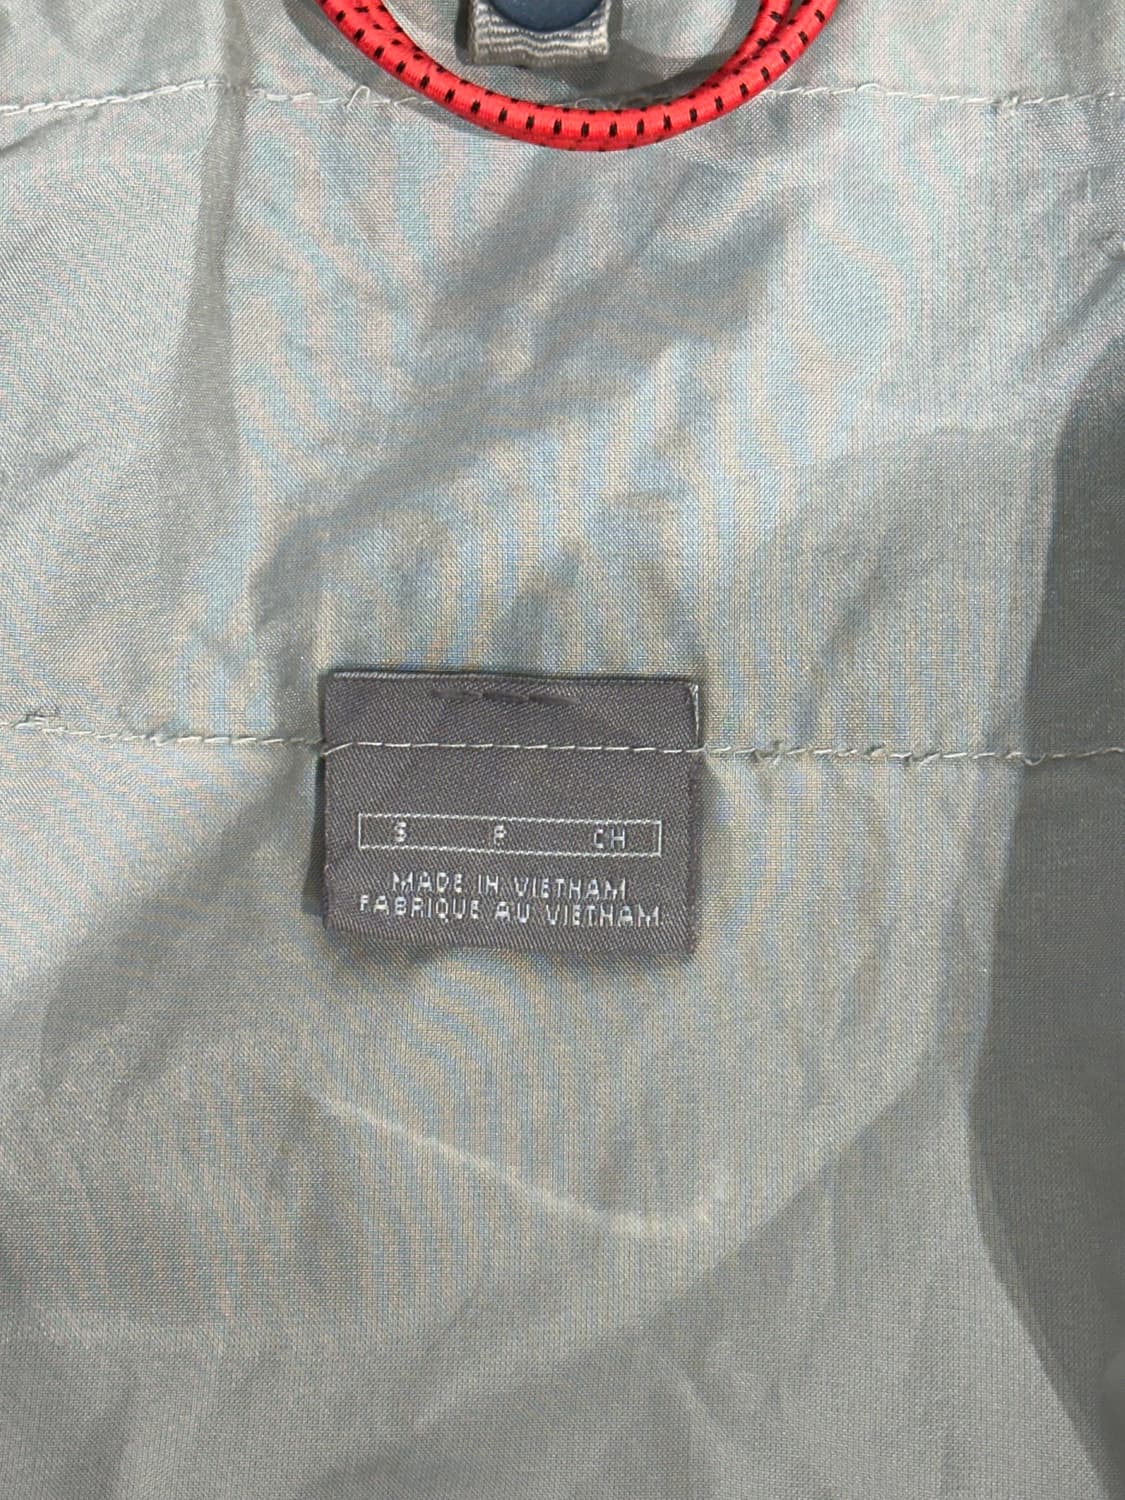 S P CH
MADE IN VIETNAM
FABRIQUE AU VIETNAM